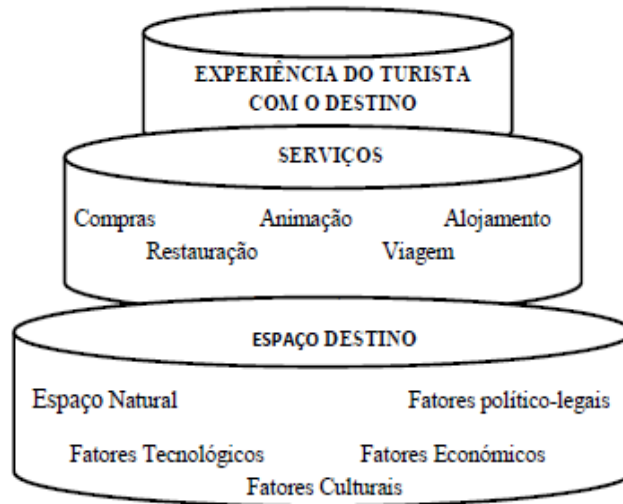 EXPERIÊNCIA DO TURISTA
COM O DESTINO
SERVIÇOS
Compras Animação Alojamento
Restauração Viagem
ESPAÇO DESTINO
Espaço Natural Fatores político-legais
Fatores Tecnológicos Fatores Económicos
Fatores Culturais